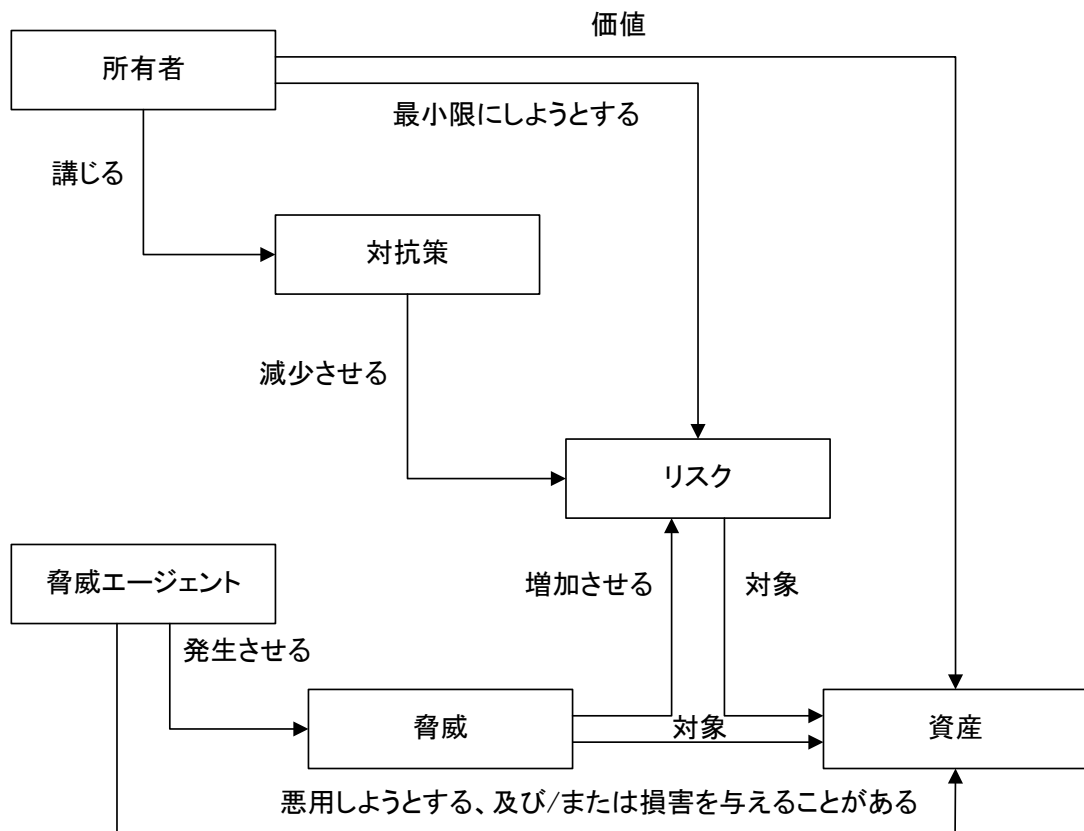 価値
所有者
最小限にしようとする
講じる
対抗策
減少させる
リスク
脅威エージェント
増加させる
対象
発生させる
脅威
対象
資産
悪用しようとする、及び/または損害を与えることがある